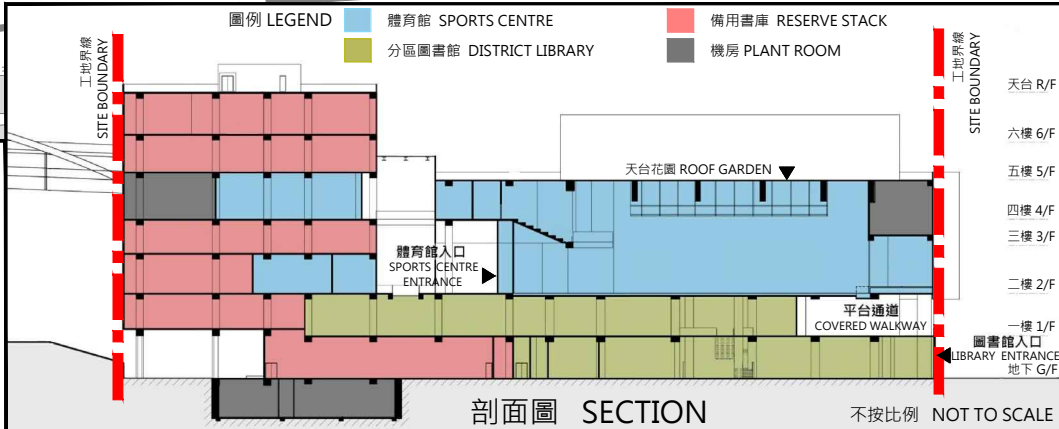 圖例 LEGEND
體育館 SPORTS CENTRE
備用書庫 RESERVE STACK
分區圖書館 DISTRICT LIBRARY
機房 PLANT ROOM
工地界線
SITE BOUNDARY
工地界線
SITE BOUNDARY
天台 R/F
六樓 6/F
五樓 5/F
四樓 4/F
三樓 3/F
二樓 2/F
一樓 1/F
地下 G/F
天台花園 ROOF GARDEN
體育館入口
SPORTS CENTRE
ENTRANCE
平台通道
COVERED WALKWAY
圖書館入口
LIBRARY ENTRANCE
剖面圖 SECTION
不按比例 NOT TO SCALE